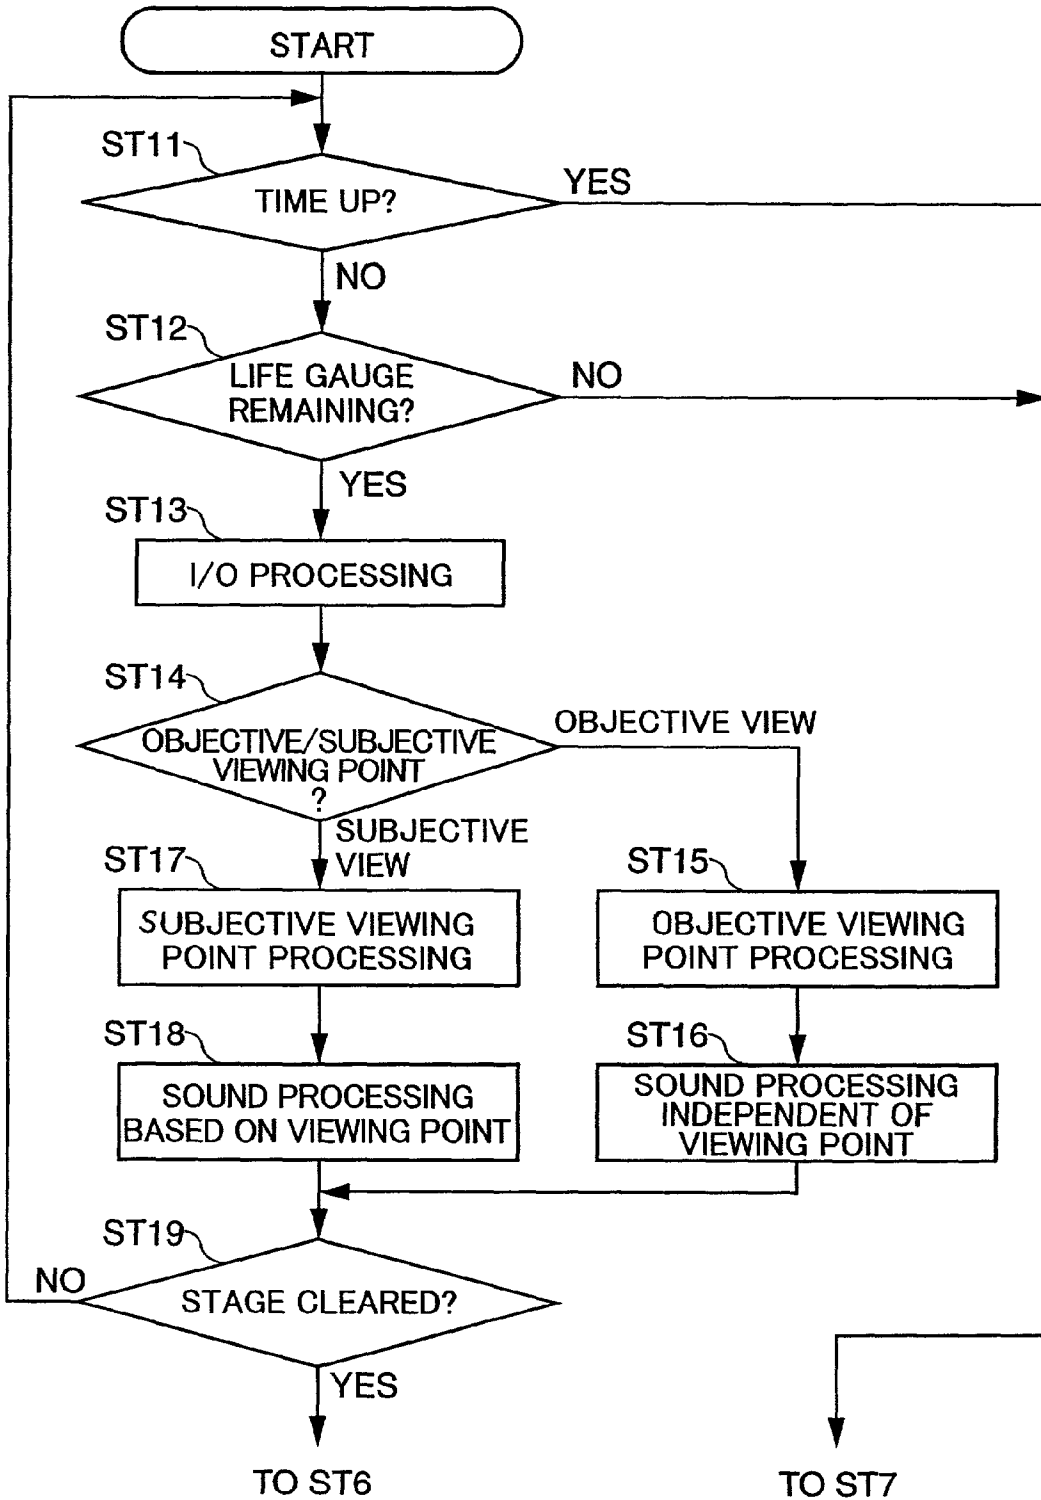 START
ST11
TIME UP?
YES
NO
ST12
LIFE GAUGE
REMAINING?
NO
YES
ST13
I/O PROCESSING
ST14
OBJECTIVE/SUBJECTIVE
VIEWING POINT
?
OBJECTIVE VIEW
SUBJECTIVE
VIEW
ST17
SUBJECTIVE VIEWING
POINT PROCESSING
ST15
OBJECTIVE VIEWING
POINT PROCESSING
ST18
SOUND PROCESSING
BASED ON VIEWING POINT
ST16
SOUND PROCESSING
INDEPENDENT OF
VIEWING POINT
ST19
NO
STAGE CLEARED?
YES
TO ST6
TO ST7